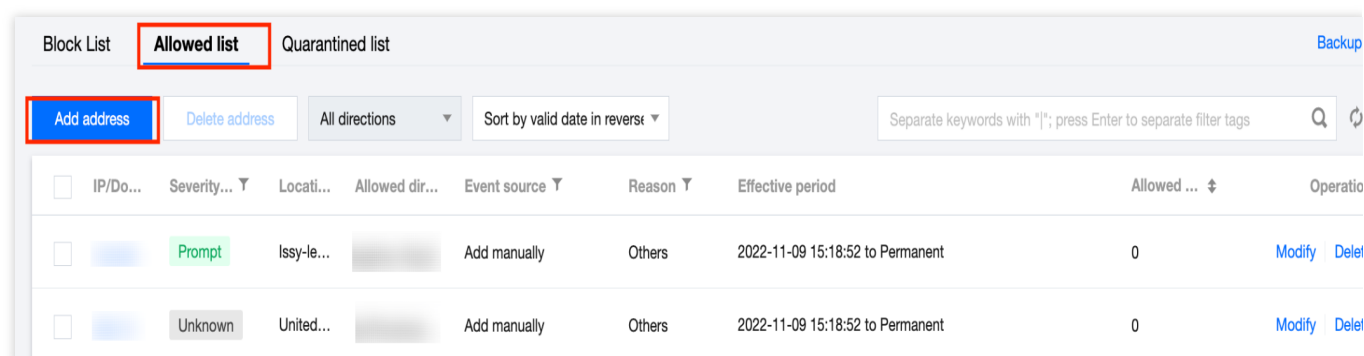 Block List Allowed list Quarantined list Backup
Add address Delete address All directions Sort by valid date in reverse Separate keywords with "|"; press Enter to separate filter tags
IP/Do... Severity... Locati... Allowed dir... Event source Reason Effective period Allowed ... Operatio
Prompt Issy-le... Add manually Others 2022-11-09 15:18:52 to Permanent 0 Modify Delet
Unknown United... Add manually Others 2022-11-09 15:18:52 to Permanent 0 Modify Delet